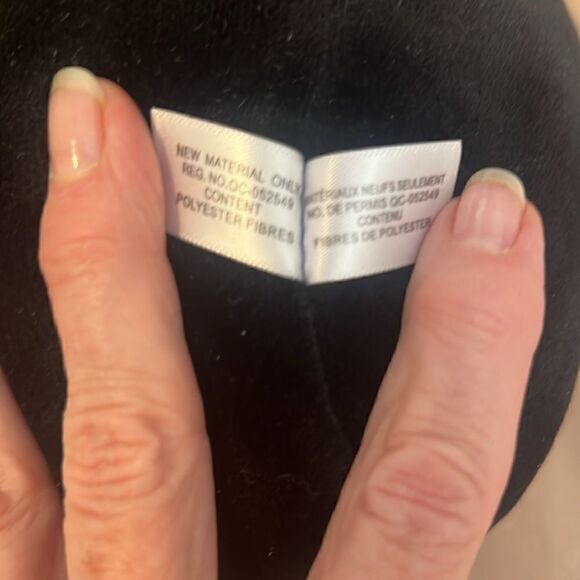 NEW MATERIAL ONLY
REG. NO.QC-052549
CONTENT
POLYESTER FIBRES
MATÉRIAUX NEUFS SEULEMENT
NO. DE PERMIS QC-052549
CONTENU
FIBRES DE POLYESTER